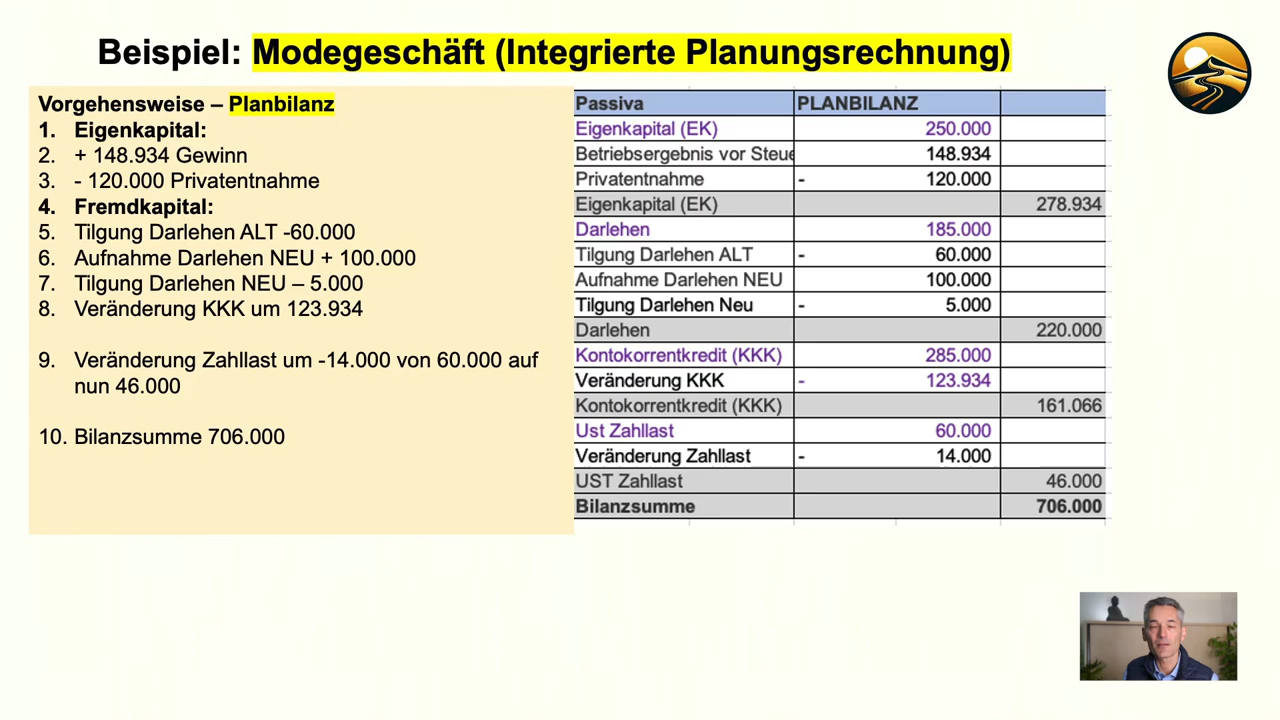 Beispiel: Modegeschäft (Integrierte Planungsrechnung)
Vorgehensweise – Planbilanz
1. Eigenkapital:
2. + 148.934 Gewinn
3. - 120.000 Privatentnahme
4. Fremdkapital:
5. Tilgung Darlehen ALT -60.000
6. Aufnahme Darlehen NEU + 100.000
7. Tilgung Darlehen NEU – 5.000
8. Veränderung KKK um 123.934
9. Veränderung Zahllast um -14.000 von 60.000 auf
nun 46.000
10. Bilanzsumme 706.000
Passiva PLANBILANZ
Eigenkapital (EK) 250.000
Betriebsergebnis vor Steue 148.934
Privatentnahme - 120.000
Eigenkapital (EK) 278.934
Darlehen 185.000
Tilgung Darlehen ALT - 60.000
Aufnahme Darlehen NEU 100.000
Tilgung Darlehen Neu - 5.000
Darlehen 220.000
Kontokorrentkredit (KKK) 285.000
Veränderung KKK - 123.934
Kontokorrentkredit (KKK) 161.066
Ust Zahllast 60.000
Veränderung Zahllast - 14.000
UST Zahllast 46.000
Bilanzsumme 706.000